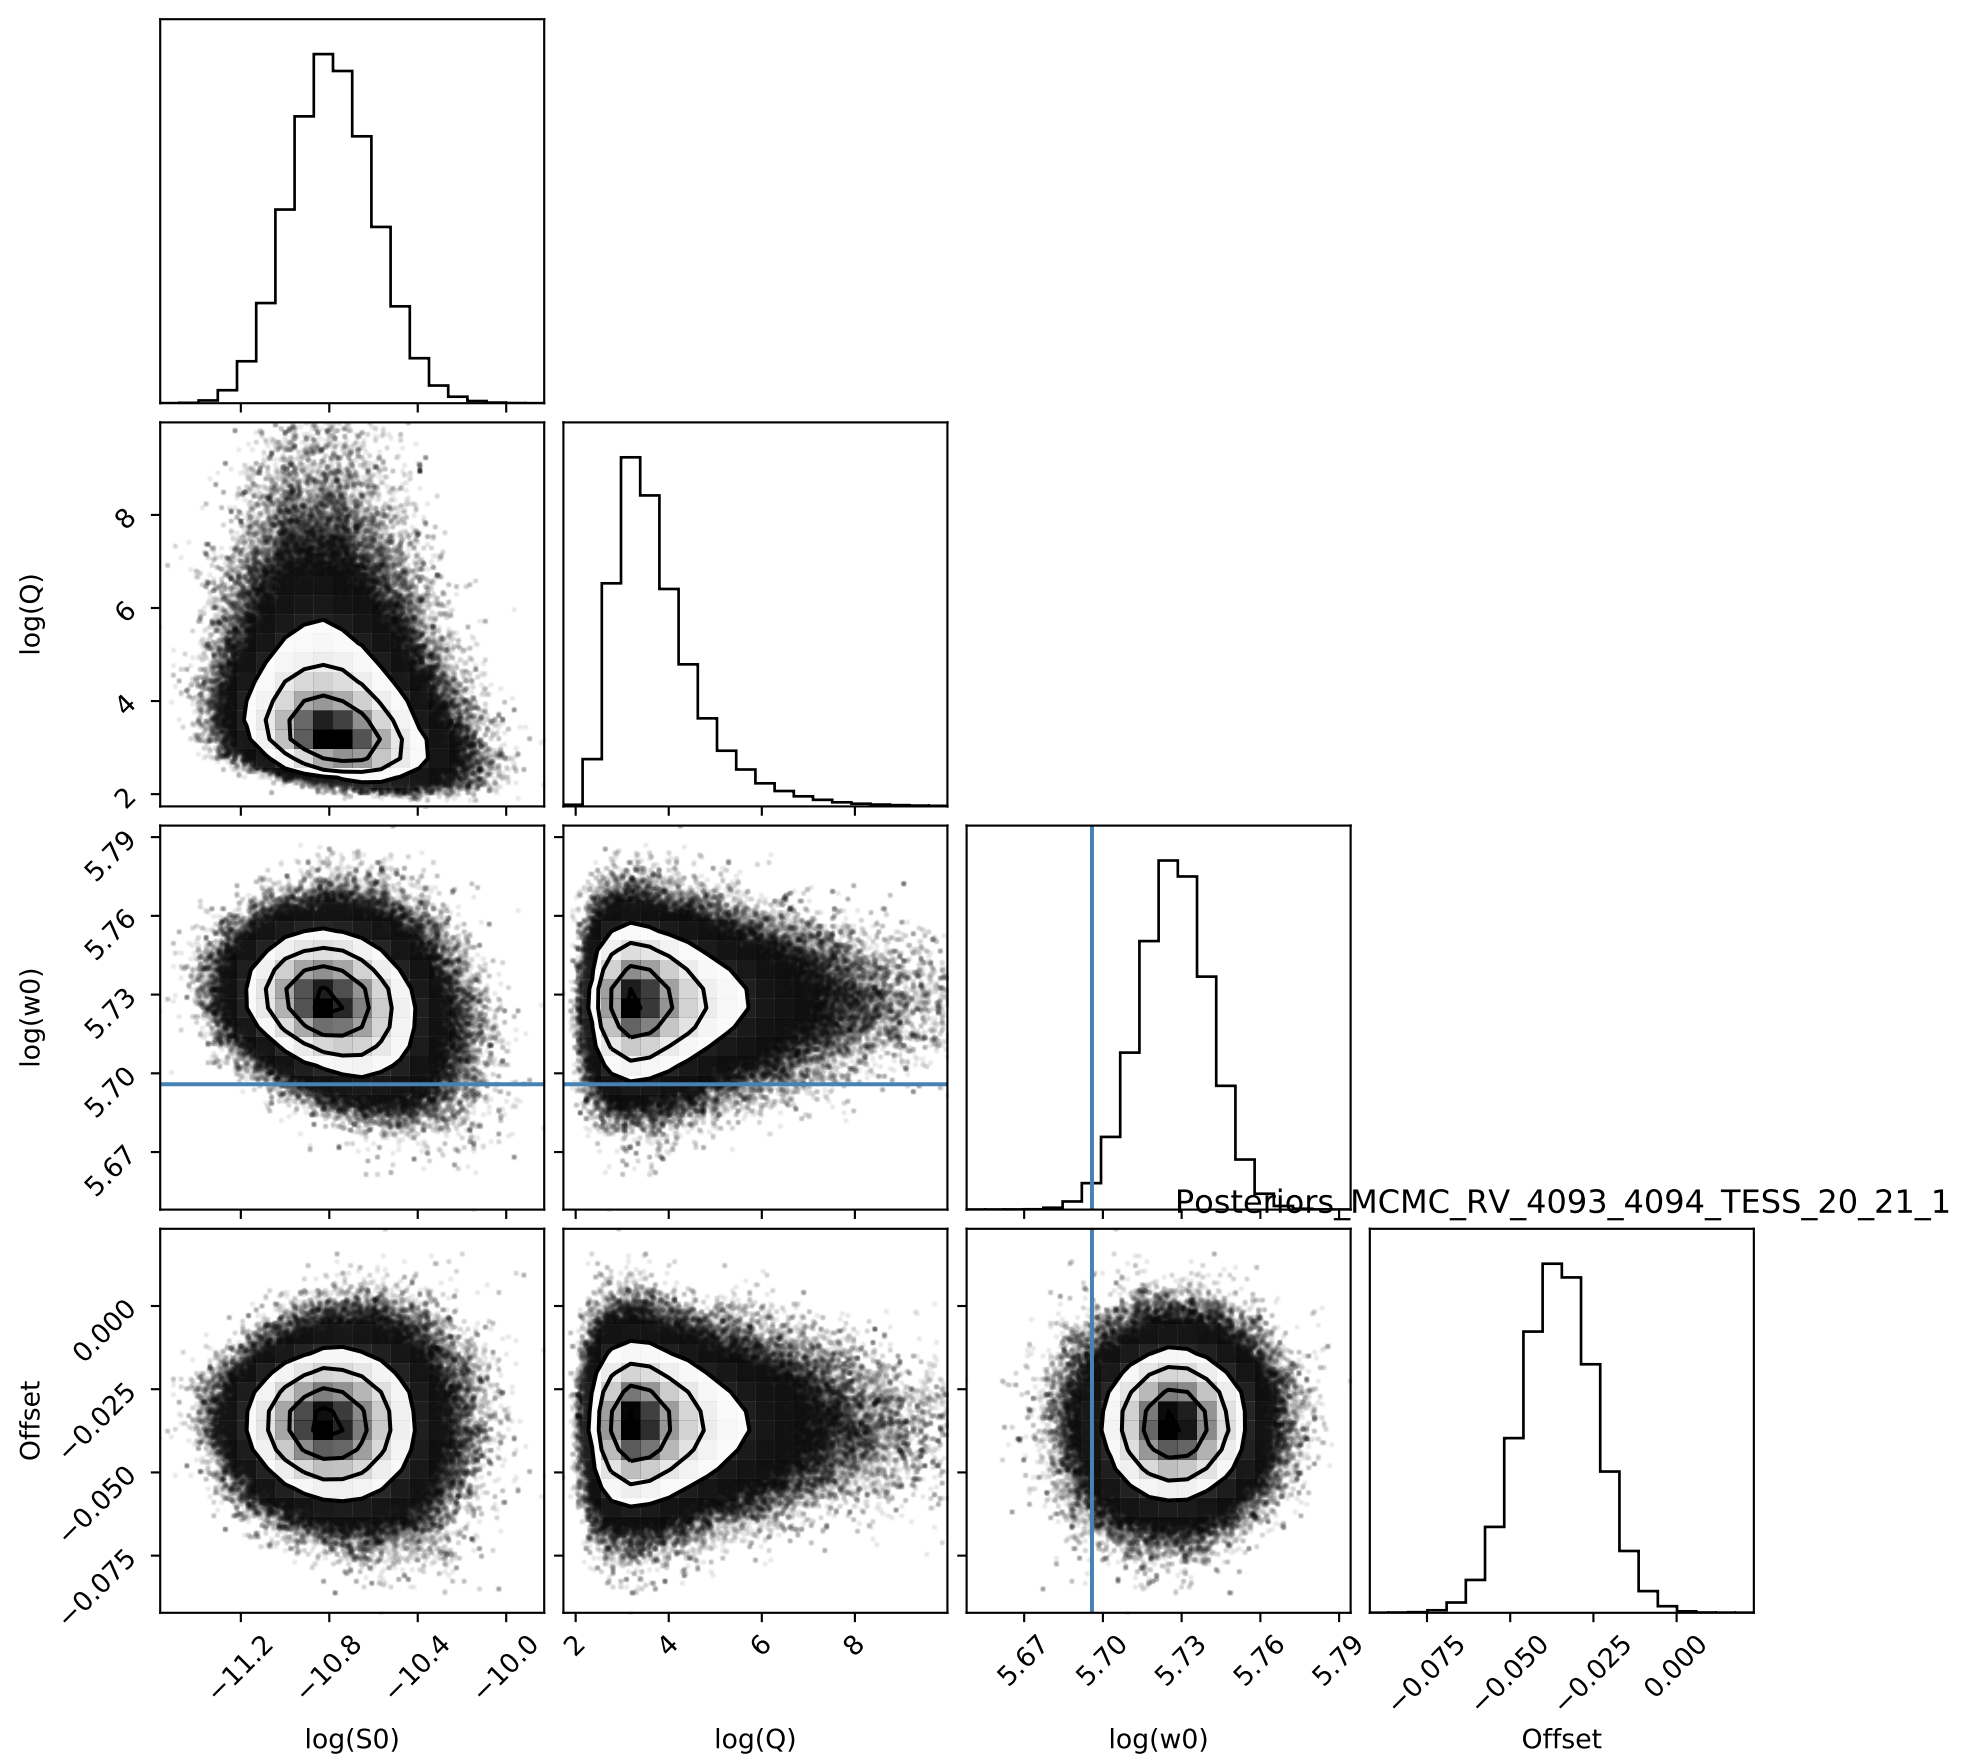 log(Q)
8
6
4
2
log(w0)
5.79
5.76
5.73
5.70
5.67
Posteriors_MCMC_RV_4093_4094_TESS_20_21_1
Offset
0.000
−0.025
−0.050
−0.075
−11.2 −10.8 −10.4 −10.0
2 4 6 8
5.67 5.70 5.73 5.76 5.79
−0.075 −0.050 −0.025 0.000
log(S0) log(Q) log(w0) Offset